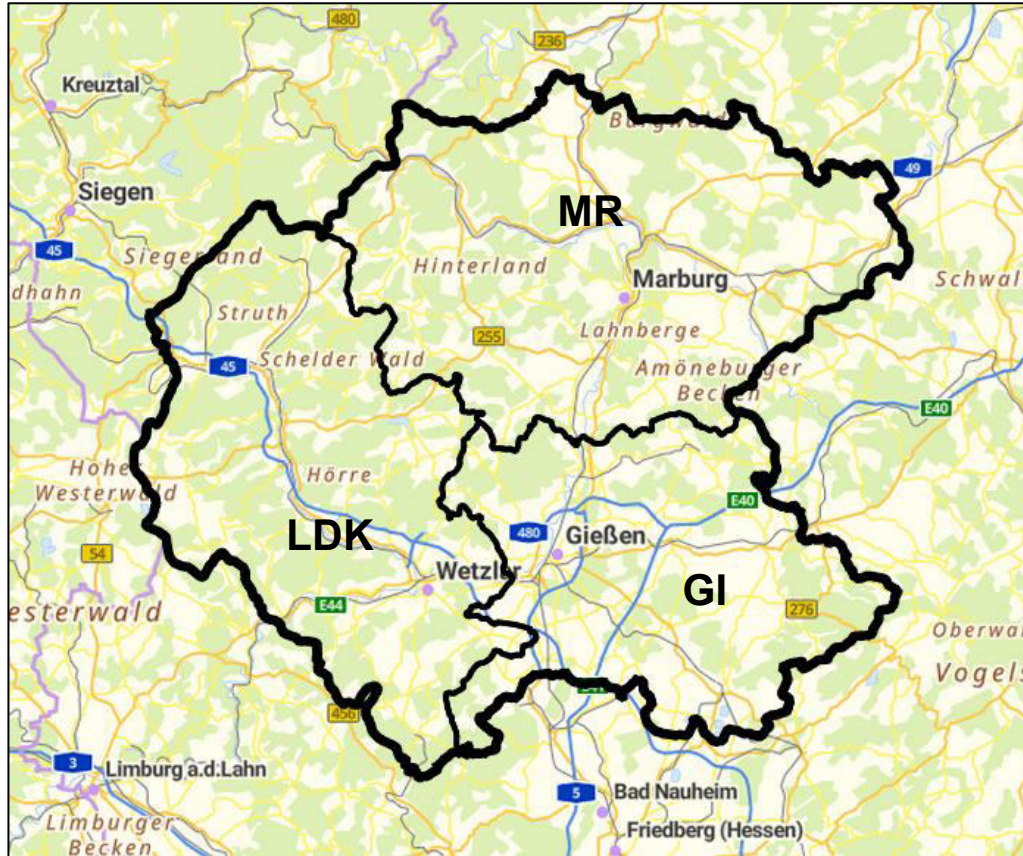 480
236
Kreuztal
Burgwald
49
Siegen
MR
45
Siegerland
Hinterland
Schwal
dhahn
Marburg
Struth
Lahnberge
255
Schelder Wald
45
Amöneburger
Becken
E40
Hohe
Westerwald
Hörre
E40
480
LDK
Gießen
54
Wetzlar
GI
E44
276
esterwald
Oberwal
Vogels
456
3
Limburg a.d.Lahn
5
Bad Nauheim
Limburger
Becken
Friedberg (Hessen)